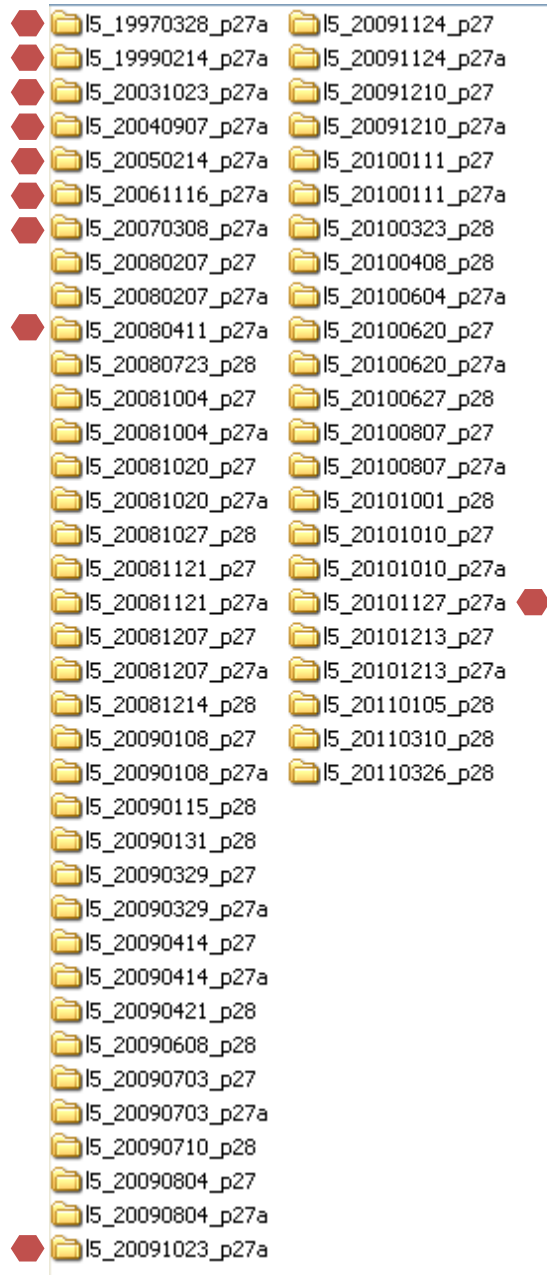 l5_19970328_p27a
l5_19990214_p27a
l5_20031023_p27a
l5_20040907_p27a
l5_20050214_p27a
l5_20061116_p27a
l5_20070308_p27a
l5_20080207_p27
l5_20080207_p27a
l5_20080411_p27a
l5_20080723_p28
l5_20081004_p27
l5_20081004_p27a
l5_20081020_p27
l5_20081020_p27a
l5_20081027_p28
l5_20081121_p27
l5_20081121_p27a
l5_20081207_p27
l5_20081207_p27a
l5_20081214_p28
l5_20090108_p27
l5_20090108_p27a
l5_20090115_p28
l5_20090131_p28
l5_20090329_p27
l5_20090329_p27a
l5_20090414_p27
l5_20090414_p27a
l5_20090421_p28
l5_20090608_p28
l5_20090703_p27
l5_20090703_p27a
l5_20090710_p28
l5_20090804_p27
l5_20090804_p27a
l5_20091023_p27a
l5_20091124_p27
l5_20091124_p27a
l5_20091210_p27
l5_20091210_p27a
l5_20100111_p27
l5_20100111_p27a
l5_20100323_p28
l5_20100408_p28
l5_20100604_p27a
l5_20100620_p27
l5_20100620_p27a
l5_20100627_p28
l5_20100807_p27
l5_20100807_p27a
l5_20101001_p28
l5_20101010_p27
l5_20101010_p27a
l5_20101127_p27a
l5_20101213_p27
l5_20101213_p27a
l5_20110105_p28
l5_20110310_p28
l5_20110326_p28